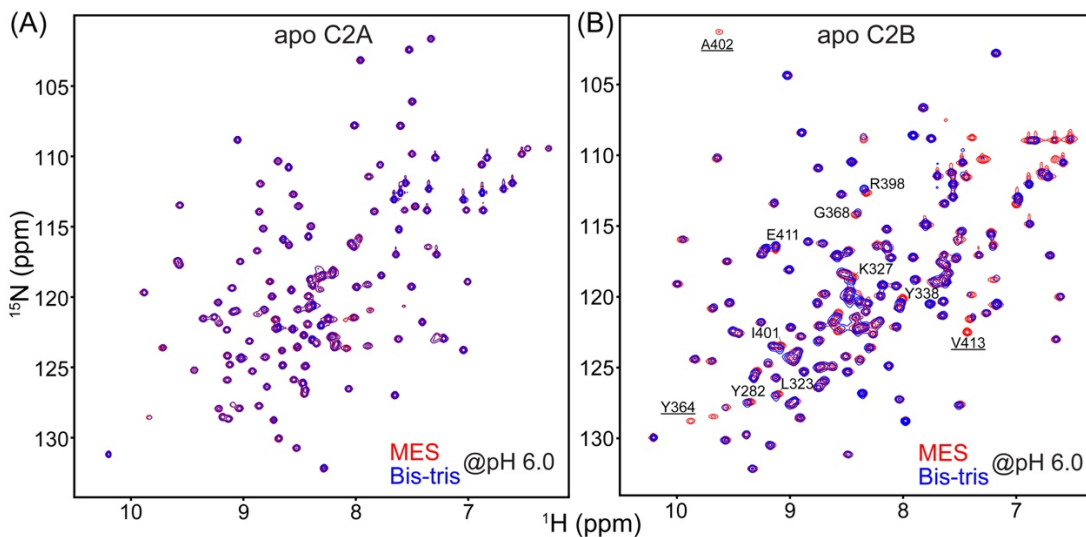 (A)
apo C2A
105
110
115
120
125
130
15N (ppm)
10 9 8 7
MES
Bis-tris @pH 6.0
1H (ppm)
(B)
apo C2B
A402
105
110
R398
G368
115
E411
K327
Y338
120
I401
V413
L323
125
Y282
Y364
130
10 9 8 7
MES
Bis-tris @pH 6.0